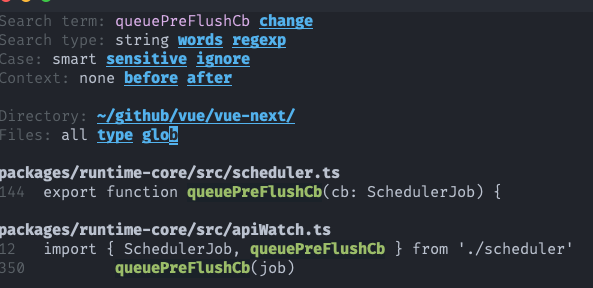 Search term: queuePreFlushCb change
Search type: string words regexp
Case: smart sensitive ignore
Context: none before after
Directory: ~/github/vue/vue-next/
Files: all type glob
packages/runtime-core/src/scheduler.ts
144 export function queuePreFlushCb(cb: SchedulerJob) {
packages/runtime-core/src/apiWatch.ts
12 import { SchedulerJob, queuePreFlushCb } from './scheduler'
350 queuePreFlushCb(job)